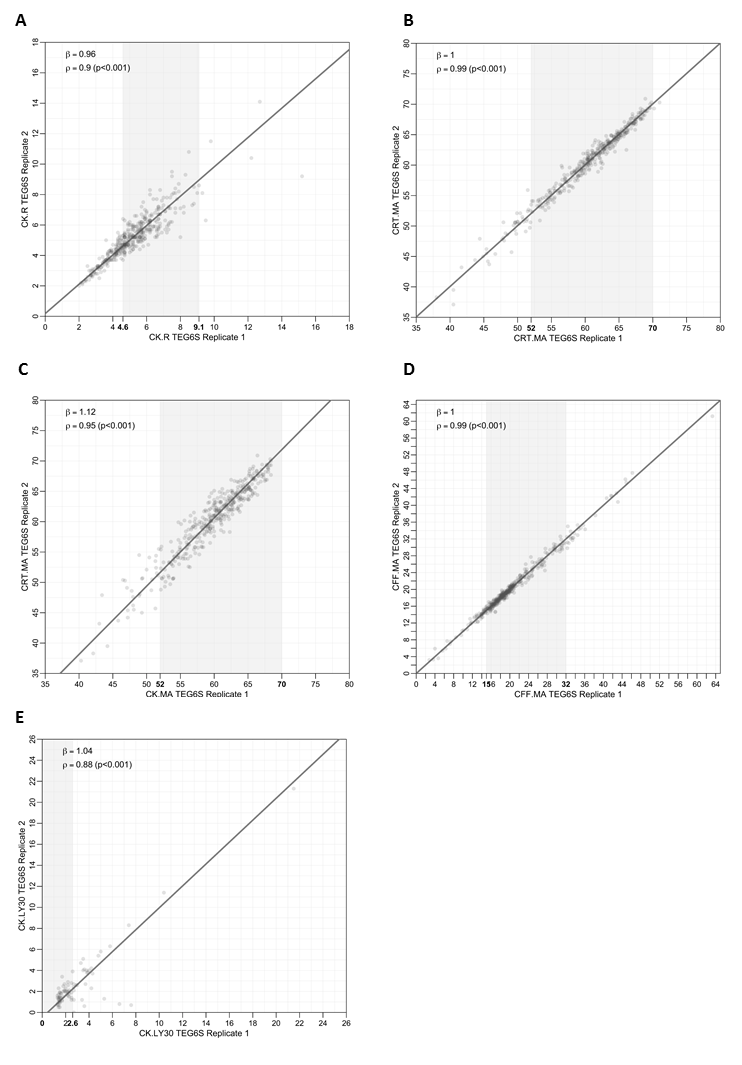 A
β = 0.96
ρ = 0.9 (p<0.001)
CK.R TEG6S Replicate 2
0 2 4 6 8 10 12 14 16 18
0 2 4 4.6 6 8 9.1 10 12 14 16 18
CK.R TEG6S Replicate 1
B
β = 1
ρ = 0.99 (p<0.001)
CRT.MA TEG6S Replicate 2
35 40 45 50 55 60 65 70 75 80
35 40 45 50 52 55 60 65 70 75 80
CRT.MA TEG6S Replicate 1
C
β = 1.12
ρ = 0.95 (p<0.001)
CRT.MA TEG6S Replicate 2
35 40 45 50 55 60 65 70 75 80
35 40 45 52 55 60 65 70 75 80
CK.MA TEG6S Replicate 1
D
β = 1
ρ = 0.99 (p<0.001)
CFF.MA TEG6S Replicate 2
0 4 8 12 16 20 24 28 32 36 40 44 48 52 56 60 64
0 4 8 12 156 20 24 28 32 36 40 44 48 52 56 60 64
CFF.MA TEG6S Replicate 1
E
β = 1.04
ρ = 0.88 (p<0.001)
CK.LY30 TEG6S Replicate 2
0 2 4 6 8 10 12 14 16 18 20 22 24 26
0 22.6 4 6 8 10 12 14 16 18 20 22 24 26
CK.LY30 TEG6S Replicate 1